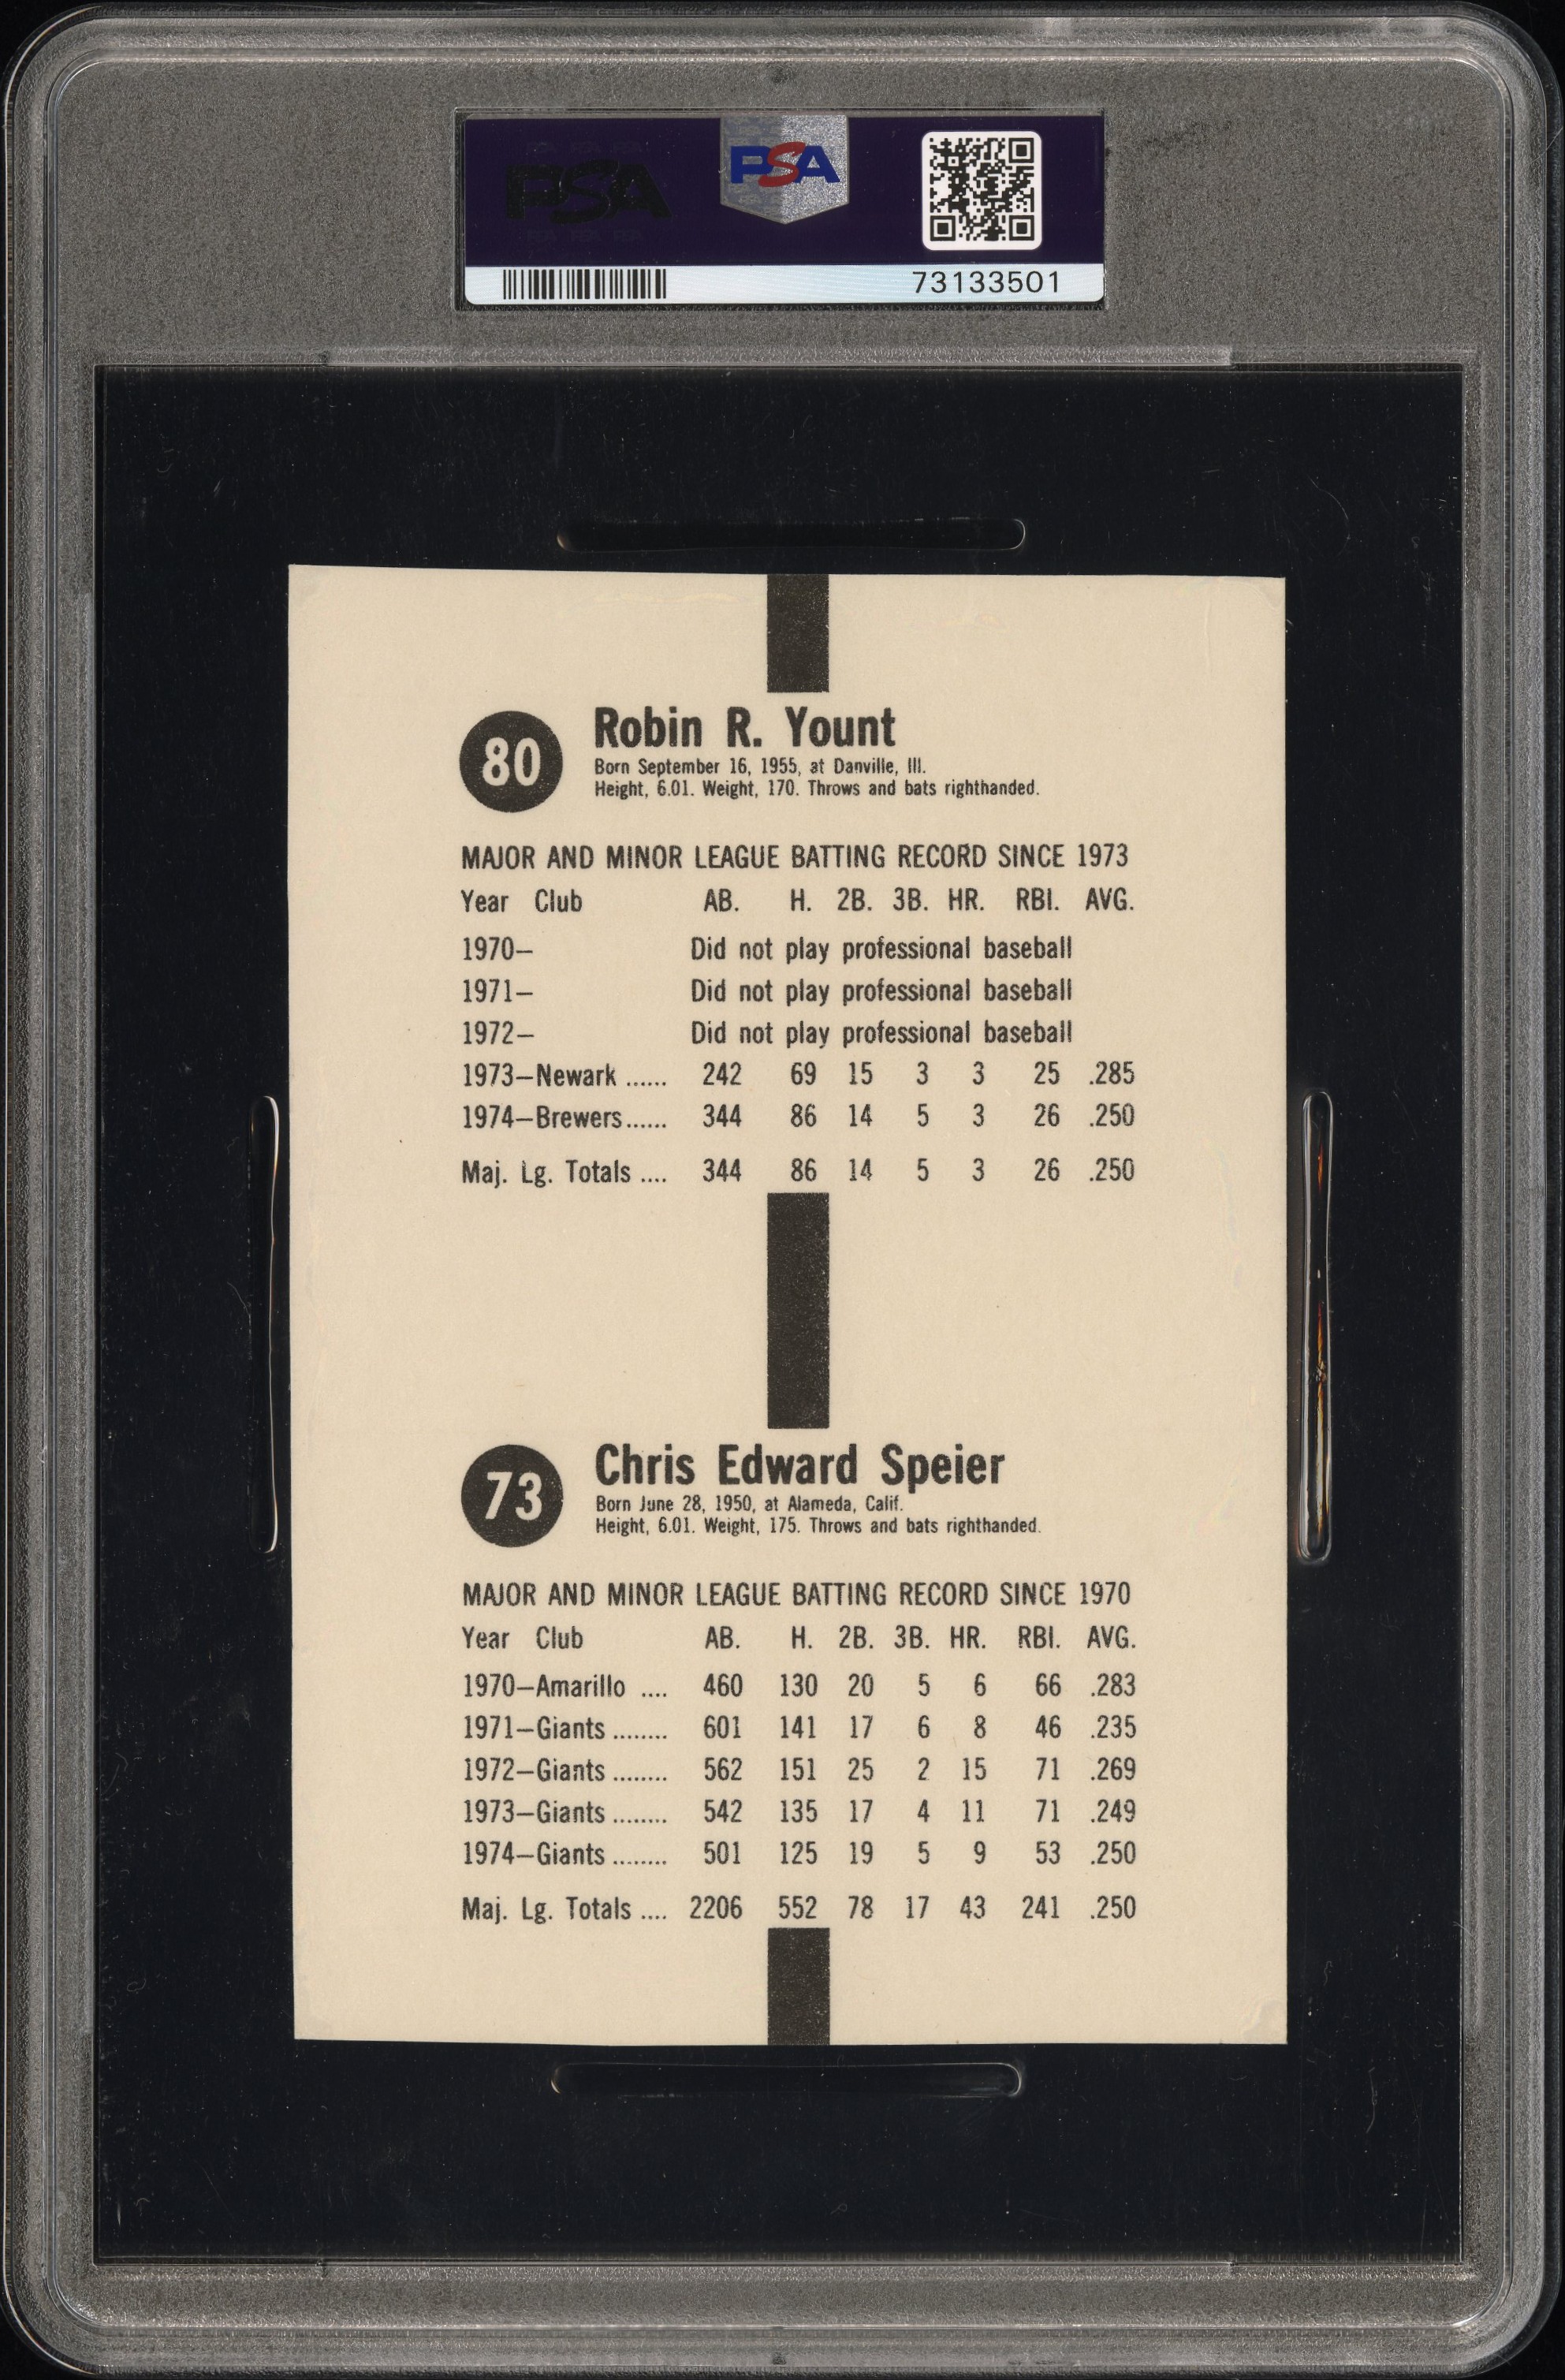 PSA
PSA
73133501
80
Robin R. Yount
Born September 16, 1955, at Danville, Ill.
Height, 6.01. Weight, 170. Throws and bats righthanded.
MAJOR AND MINOR LEAGUE BATTING RECORD SINCE 1973
Year Club AB. H. 2B. 3B. HR. RBI. AVG.
1970– Did not play professional baseball
1971– Did not play professional baseball
1972– Did not play professional baseball
1973–Newark ...... 242 69 15 3 3 25 .285
1974–Brewers...... 344 86 14 5 3 26 .250
Maj. Lg. Totals .... 344 86 14 5 3 26 .250
73
Chris Edward Speier
Born June 28, 1950, at Alameda, Calif.
Height, 6.01. Weight, 175. Throws and bats righthanded.
MAJOR AND MINOR LEAGUE BATTING RECORD SINCE 1970
Year Club AB. H. 2B. 3B. HR. RBI. AVG.
1970–Amarillo .... 460 130 20 5 6 66 .283
1971–Giants ........ 601 141 17 6 8 46 .235
1972–Giants ........ 562 151 25 2 15 71 .269
1973–Giants ........ 542 135 17 4 11 71 .249
1974–Giants ........ 501 125 19 5 9 53 .250
Maj. Lg. Totals .... 2206 552 78 17 43 241 .250